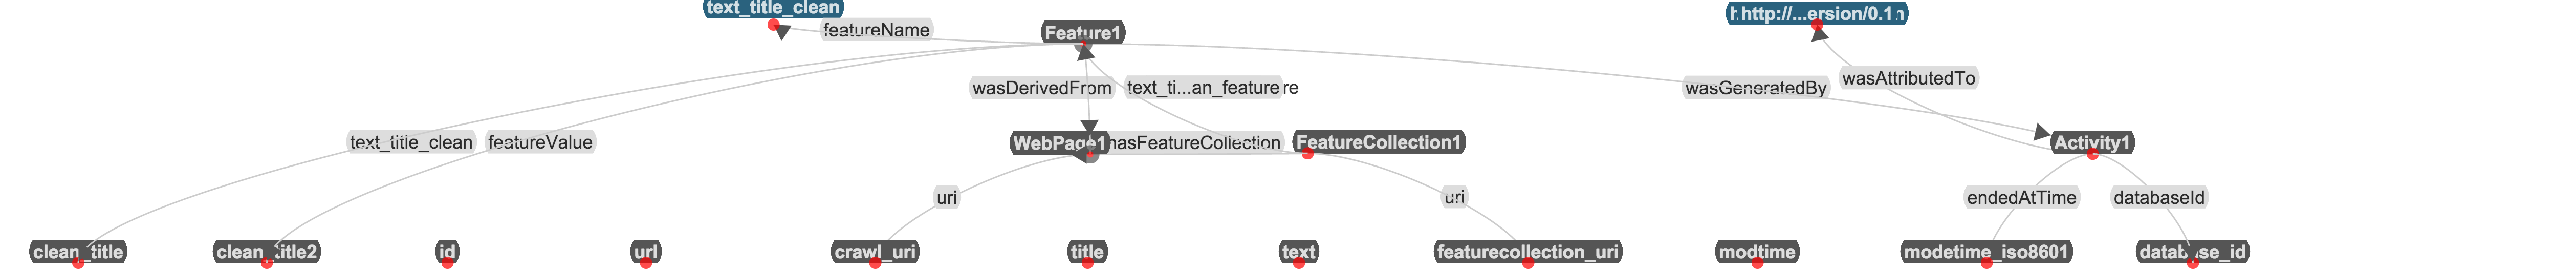 text_title_clean
http://...ersion/0.1
featureName
Feature1
wasAttributedTo
wasDerivedFrom
text_ti...an_feature
wasGeneratedBy
text_title_clean
featureValue
WebPage1
hasFeatureCollection
FeatureCollection1
Activity1
uri
uri
endedAtTime
databaseId
clean_title
clean_title2
id
url
crawl_uri
title
text
featurecollection_uri
modtime
modetime_iso8601
database_id